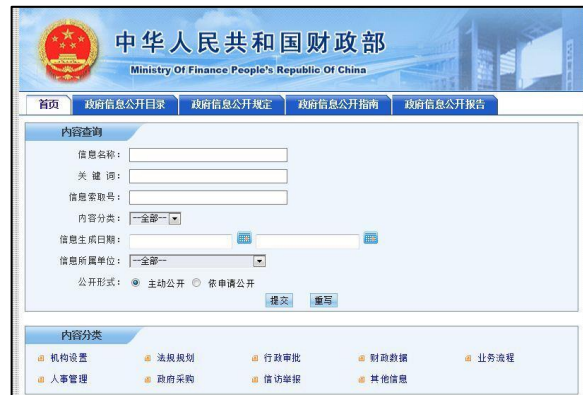 中华人民共和国财政部
Ministry Of Finance People's Republic Of China
首页 政府信息公开目录 政府信息公开规定 政府信息公开指南 政府信息公开报告
内容查询
信息名称：
关 键 词：
信息索取号：
内容分类： --全部--
信息生成日期：
信息所属单位： --全部--
公开形式： 主动公开 依申请公开
提交 重写
内容分类
机构设置 法规规划 行政审批 财政数据 业务流程
人事管理 政府采购 信访举报 其他信息